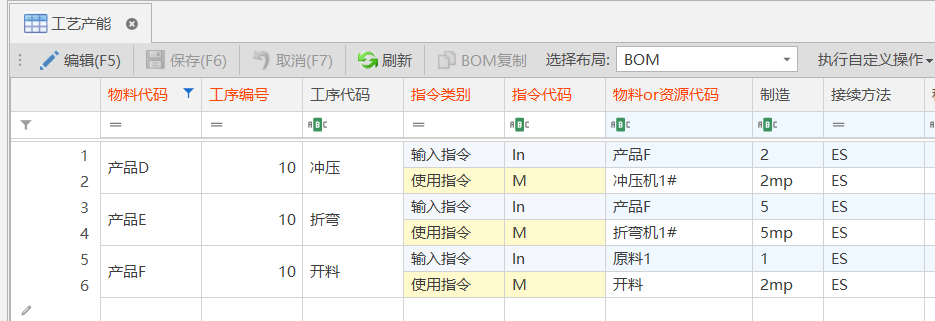 工艺产能
编辑(F5) 保存(F6) 取消(F7) 刷新 BOM复制 选择布局: BOM 执行自定义操作
物料代码 工序编号 工序代码 指令类别 指令代码 物料or资源代码 制造 接续方法
= = ABC = ABC ABC ABC =
1 产品D 10 冲压 输入指令 In 产品F 2 ES
2 使用指令 M 冲压机1# 2mp ES
3 产品E 10 折弯 输入指令 In 产品F 5 ES
4 使用指令 M 折弯机1# 5mp ES
5 产品F 10 开料 输入指令 In 原料1 1 ES
6 使用指令 M 开料 2mp ES